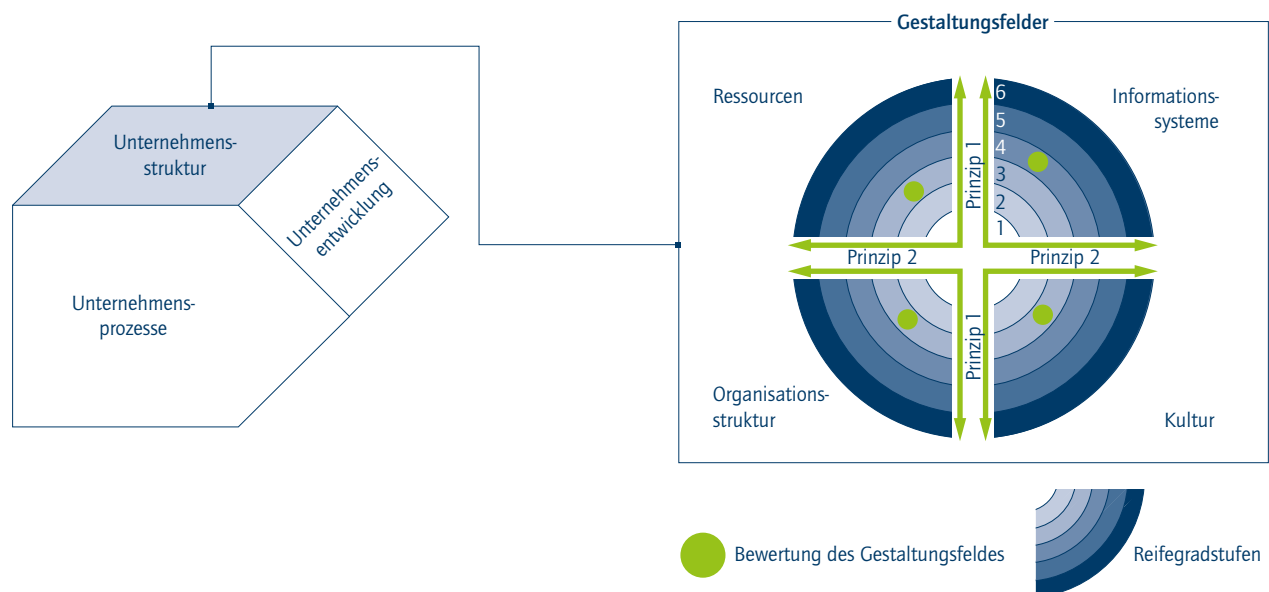 Gestaltungsfelder
Unternehmens-
struktur
Unternehmens-
entwicklung
Unternehmens-
prozesse
Ressourcen
Informations-
systeme
6
5
4
3
2
1
Prinzip 1
Prinzip 1
Prinzip 2
Prinzip 2
Organisations-
struktur
Kultur
Bewertung des Gestaltungsfeldes
Reifegradstufen